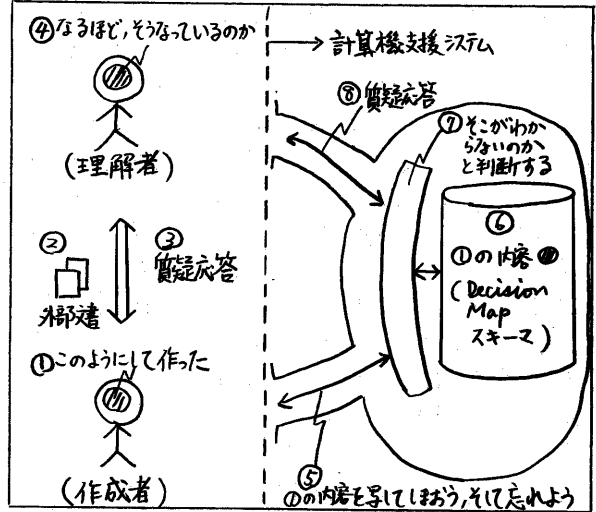 ④なるほど,そうなっているのか
→計算機支援システム
⑧質疑応答
⑦そこがわか
らないのか
と判断する
(理解者)
②
外部文書
③
質疑応答
⑥
①の内容
(Decision
Map
スキーマ)
①このようにして作った
(作成者)
⑤
①の内容を写してしまおう,そして忘れよう